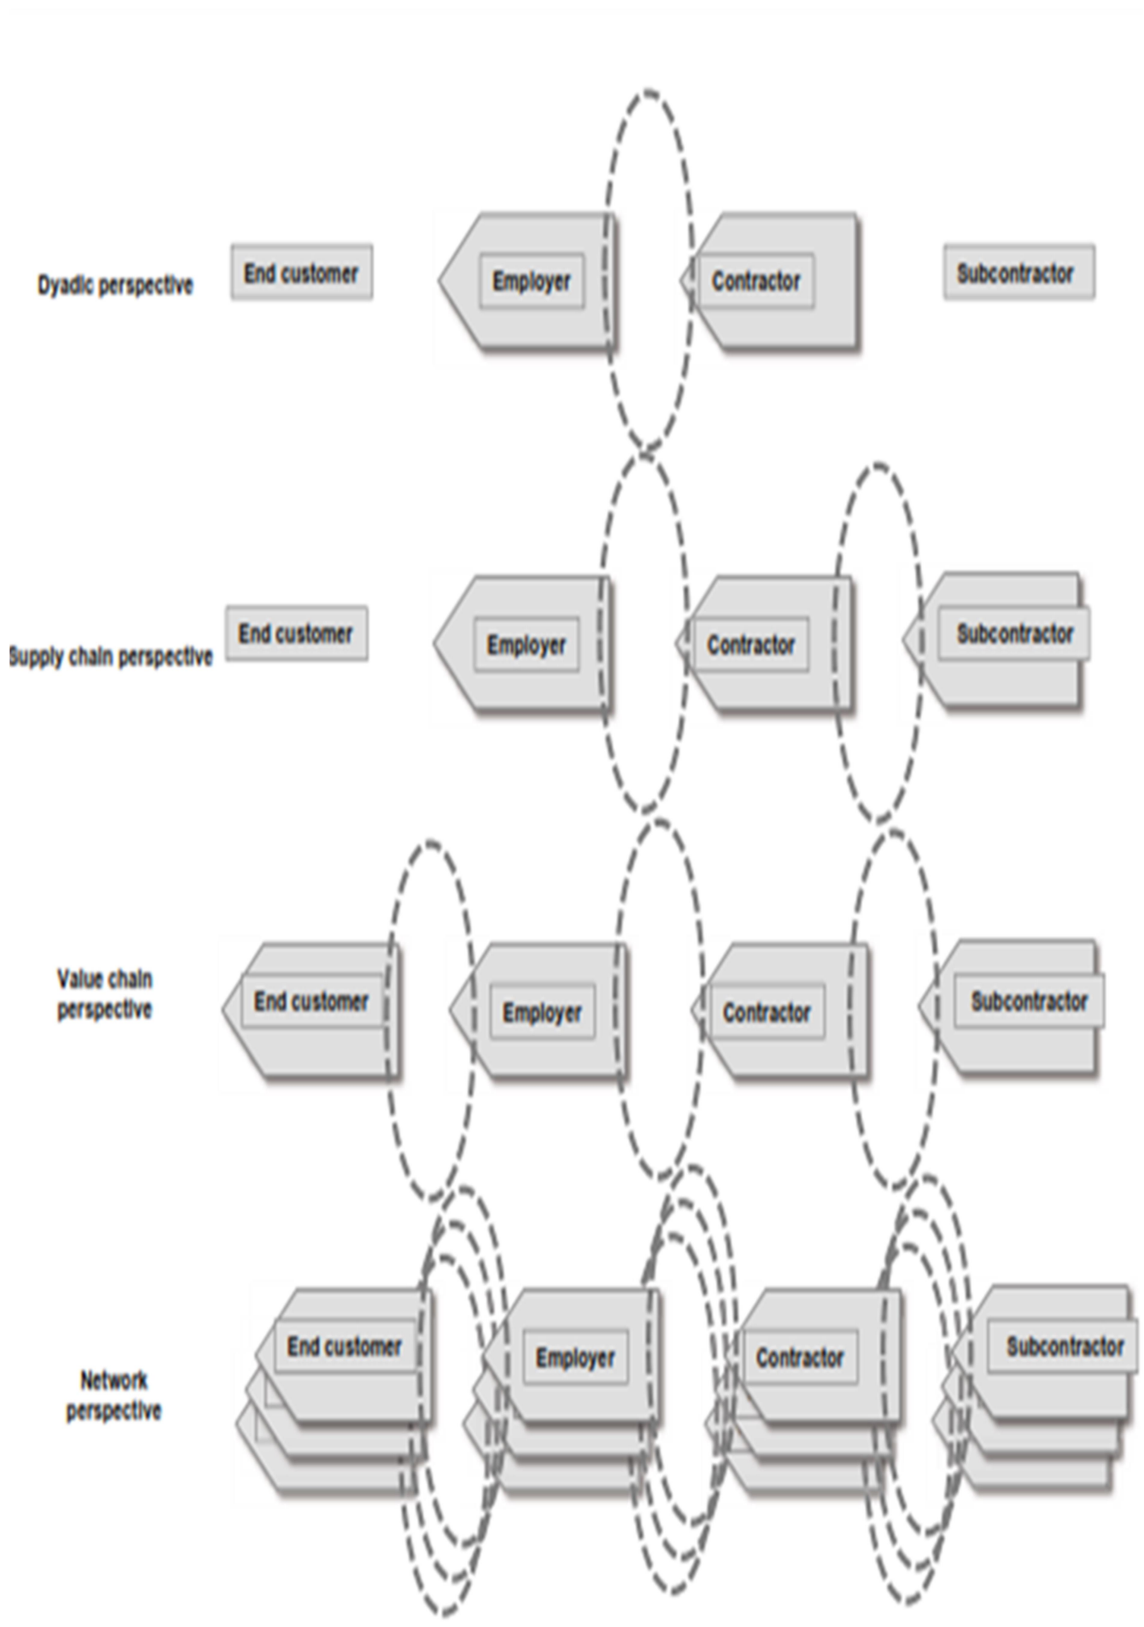 Dyadic perspective
End customer
Employer
Contractor
Subcontractor
Supply chain perspective
End customer
Employer
Contractor
Subcontractor
Value chain
perspective
End customer
Employer
Contractor
Subcontractor
Network
perspective
End customer
Employer
Contractor
Subcontractor